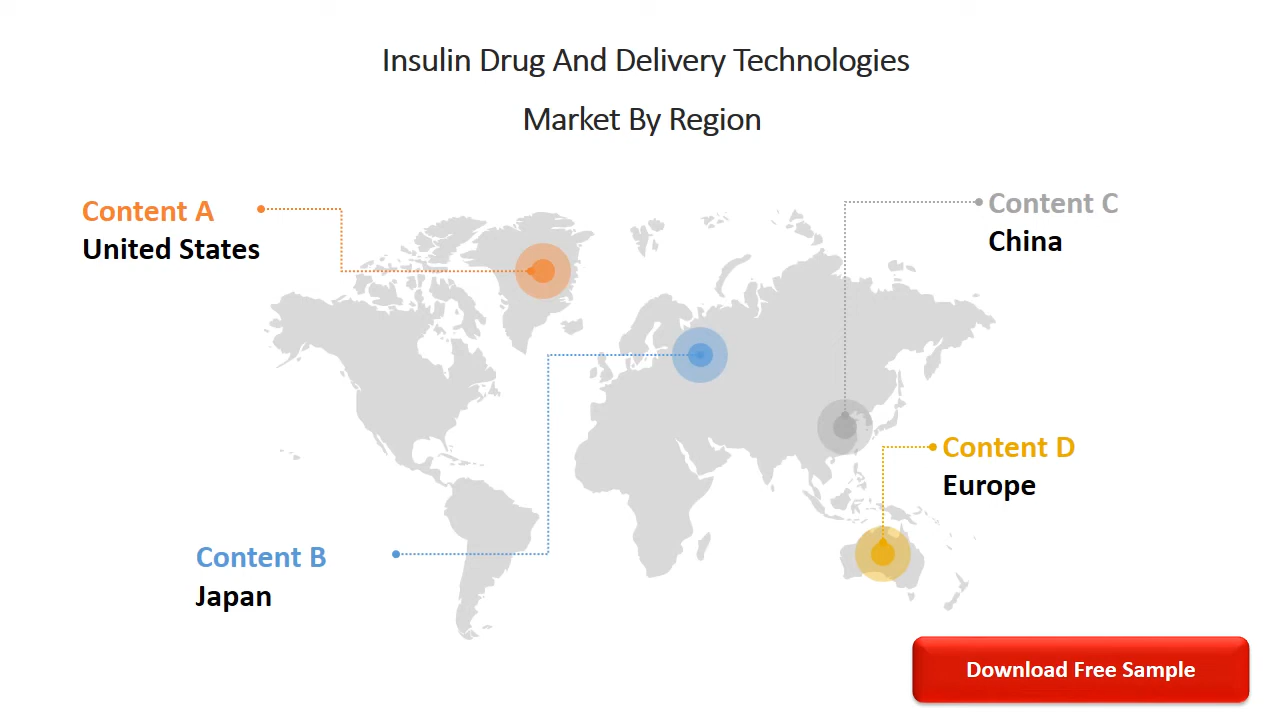 Insulin Drug And Delivery Technologies
Market By Region
Content A
United States
Content C
China
Content D
Europe
Content B
Japan
Download Free Sample